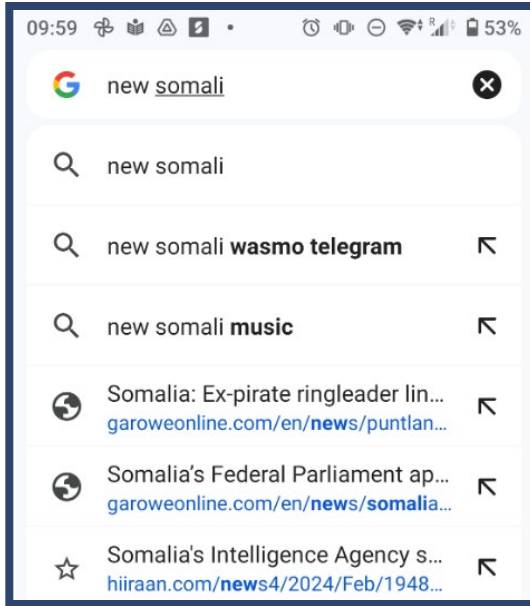 09:59 53%
new somali
new somali
new somali wasmo telegram
new somali music
Somalia: Ex-pirate ringleader lin...
garoweonline.com/en/news/puntlan...
Somalia's Federal Parliament ap...
garoweonline.com/en/news/somalia...
Somalia's Intelligence Agency s...
hiiraan.com/news4/2024/Feb/1948...